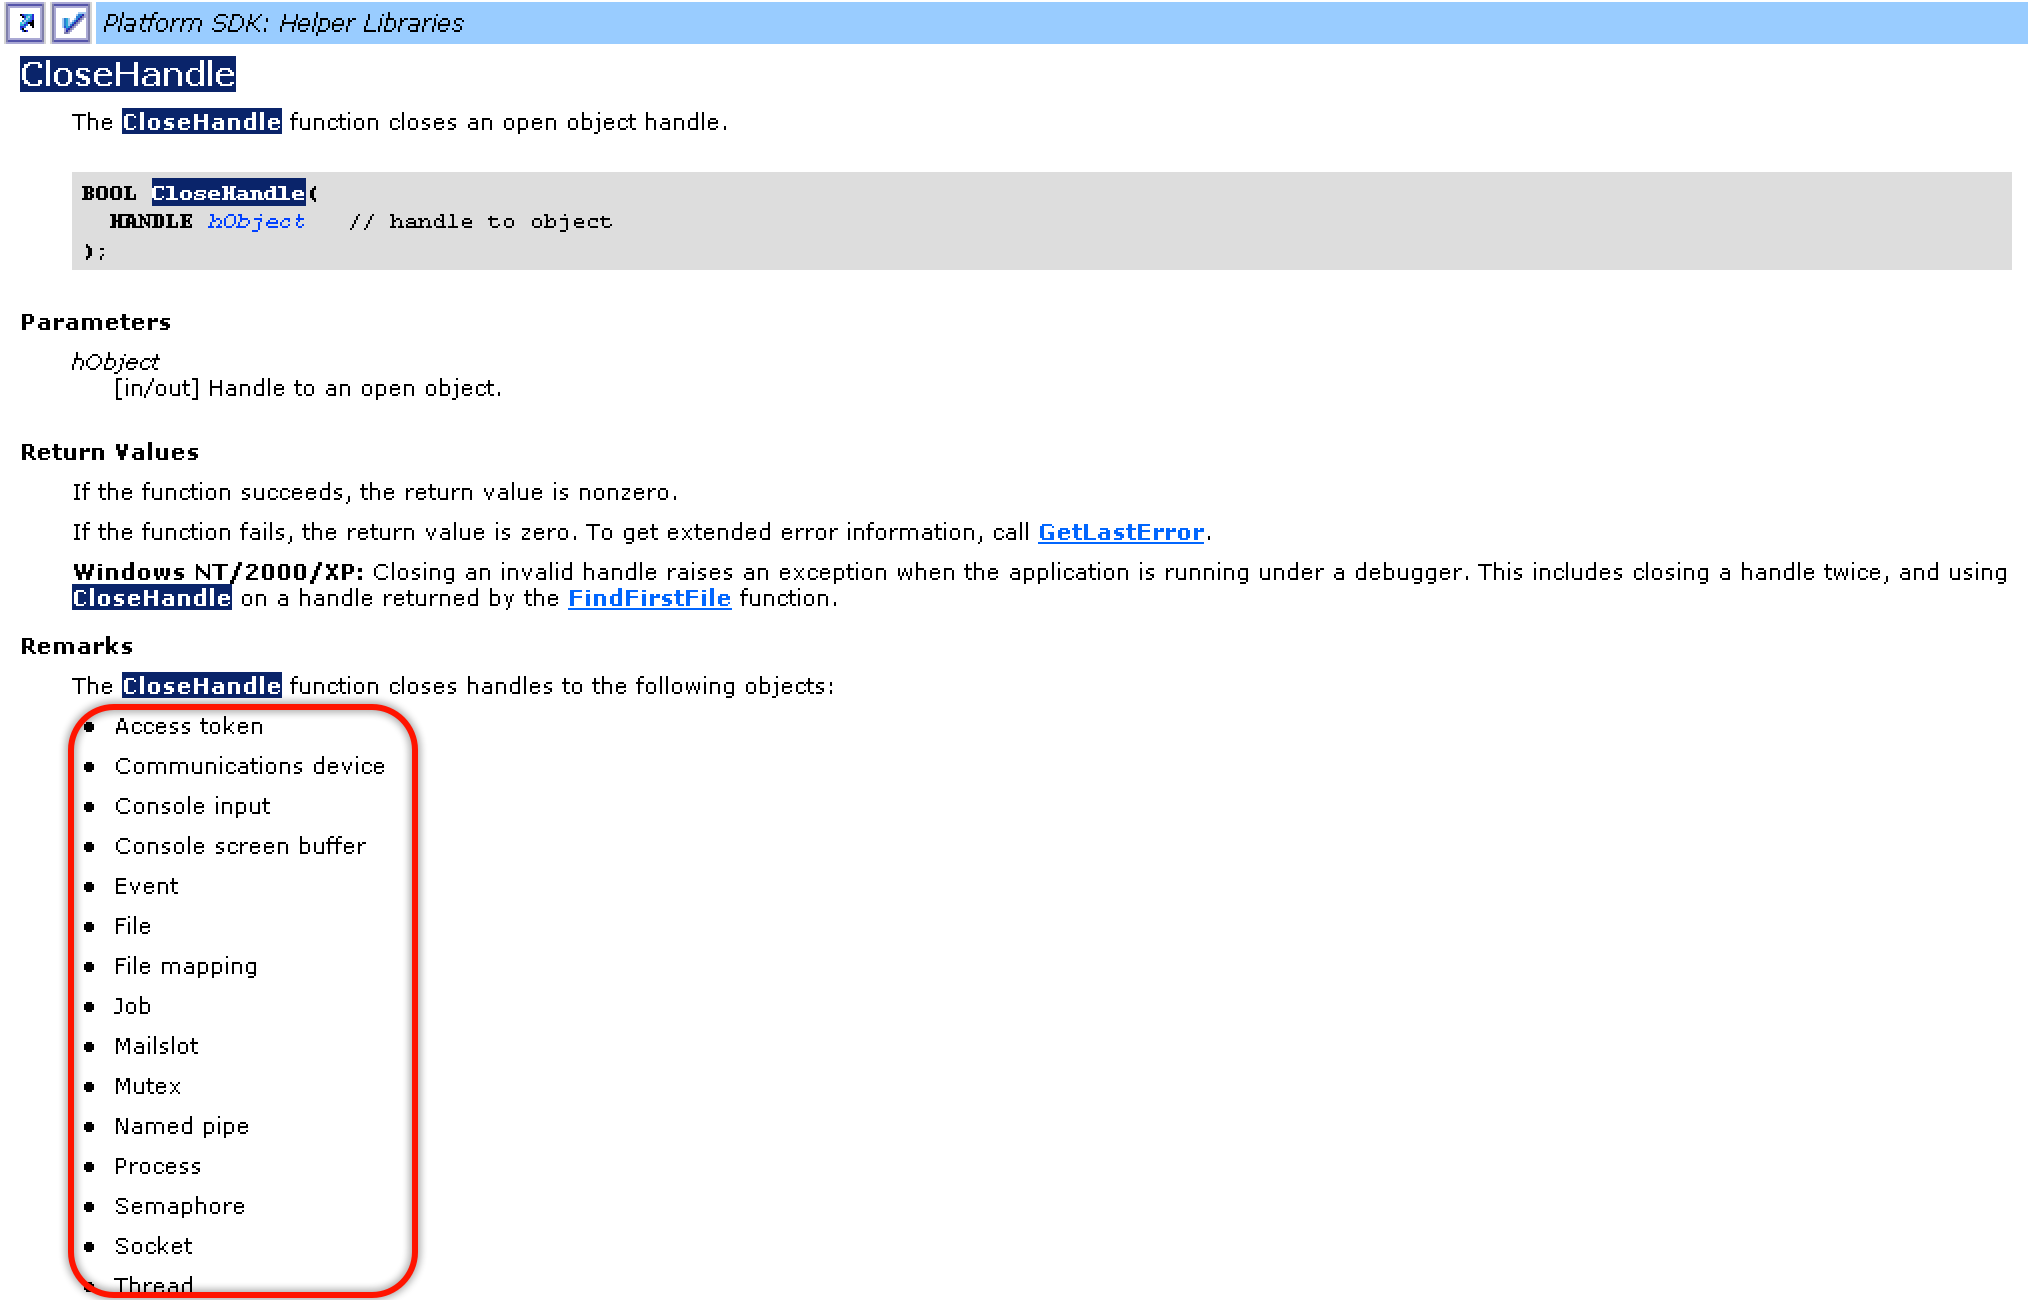 Platform SDK: Helper Libraries
CloseHandle
The CloseHandle function closes an open object handle.
BOOL CloseHandle(
  HANDLE hObject   // handle to object
);
Parameters
hObject
[in/out] Handle to an open object.
Return Values
If the function succeeds, the return value is nonzero.
If the function fails, the return value is zero. To get extended error information, call GetLastError.
Windows NT/2000/XP: Closing an invalid handle raises an exception when the application is running under a debugger. This includes closing a handle twice, and using
CloseHandle on a handle returned by the FindFirstFile function.
Remarks
The CloseHandle function closes handles to the following objects:
• Access token
• Communications device
• Console input
• Console screen buffer
• Event
• File
• File mapping
• Job
• Mailslot
• Mutex
• Named pipe
• Process
• Semaphore
• Socket
• Thread